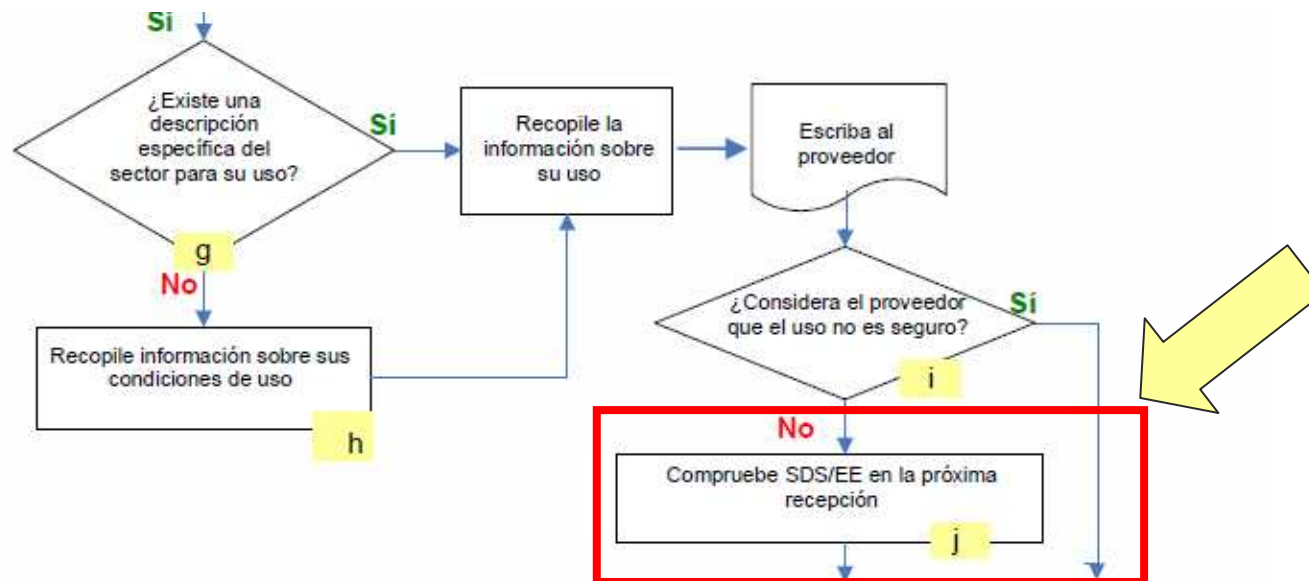 Sí
¿Existe una
descripción
específica del
sector para su uso?
Sí
g
No
Recopile la
información sobre
su uso
Escriba al
proveedor
Recopile información sobre sus
condiciones de uso
h
¿Considera el proveedor
que el uso no es seguro?
Sí
i
No
Compruebe SDS/EE en la próxima
recepción
j